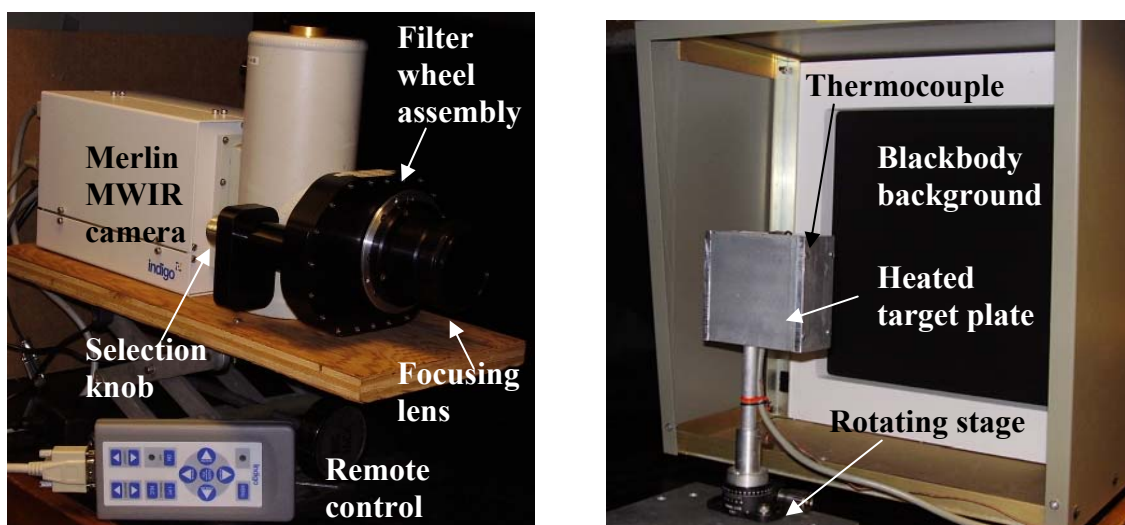 Filter
wheel
assembly
Merlin
MWIR
camera
indigo
Selection
knob
Focusing
lens
indigo
Remote
control
Thermocouple
Blackbody
background
Heated
target plate
Rotating stage